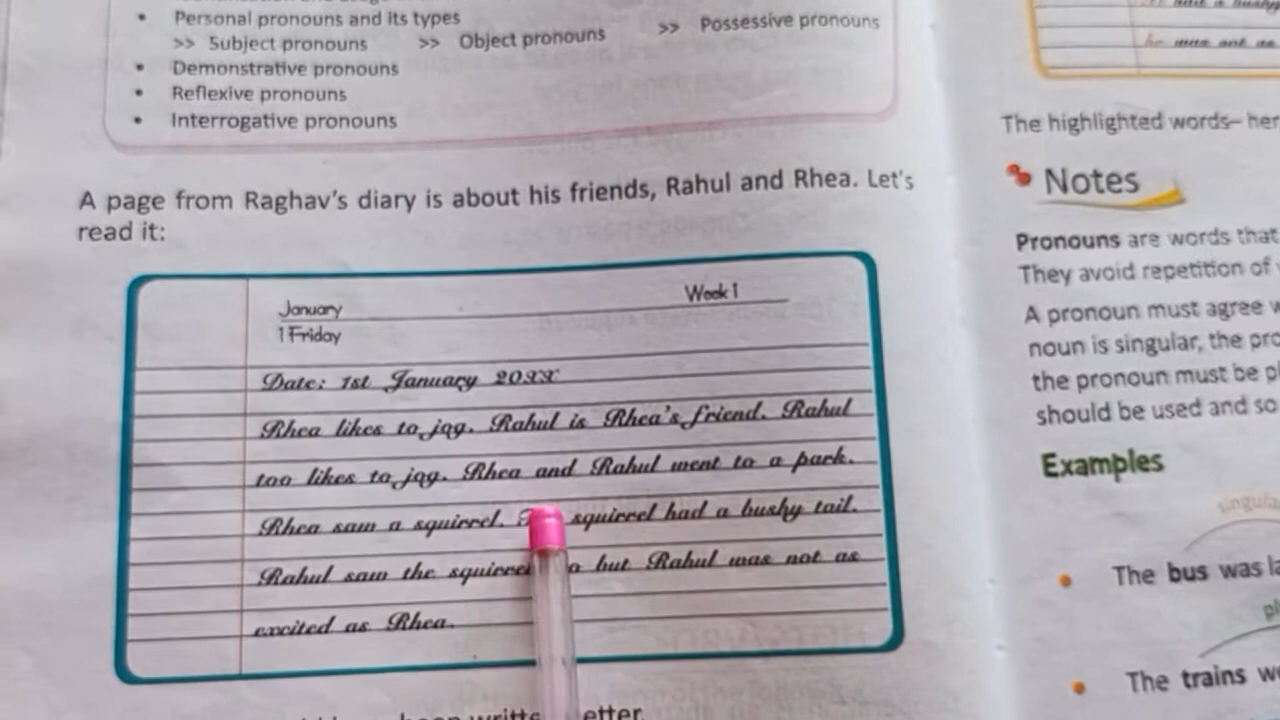 Personal pronouns and its types
>> Subject pronouns >> Object pronouns >> Possessive pronouns
Demonstrative pronouns
Reflexive pronouns
Interrogative pronouns
A page from Raghav's diary is about his friends, Rahul and Rhea. Let's
read it:
January
Week 1
1 Friday
Date: 1st January 20XX
Rhea likes to jog. Rahul is Rhea's friend. Rahul
too likes to jog. Rhea and Rahul went to a park.
Rhea saw a squirrel. squirrel had a bushy tail.
Rahul saw the but Rahul was not as
excited as Rhea.
The highlighted words– her
Notes
Pronouns are words that
They avoid repetition of
A pronoun must agree
noun is singular, the
the pronoun must be
should be used and so
Examples
The bus was
The trains